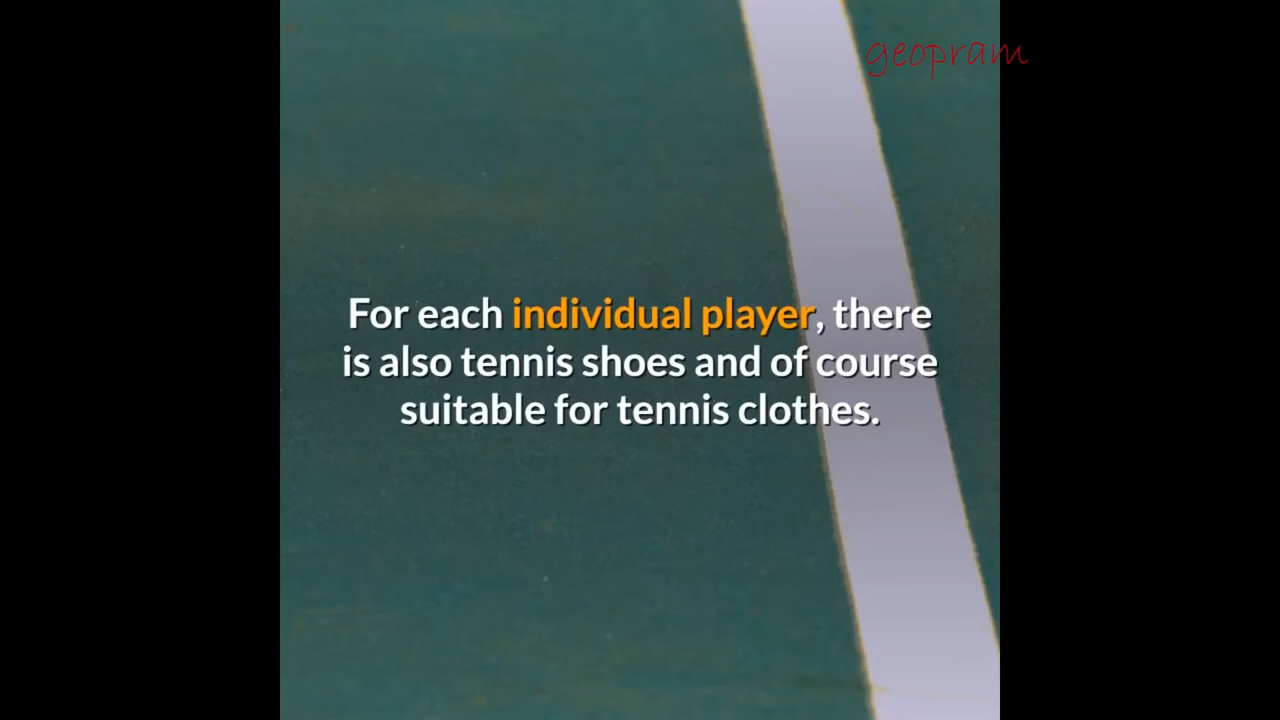 geopram
For each individual player, there
is also tennis shoes and of course
suitable for tennis clothes.